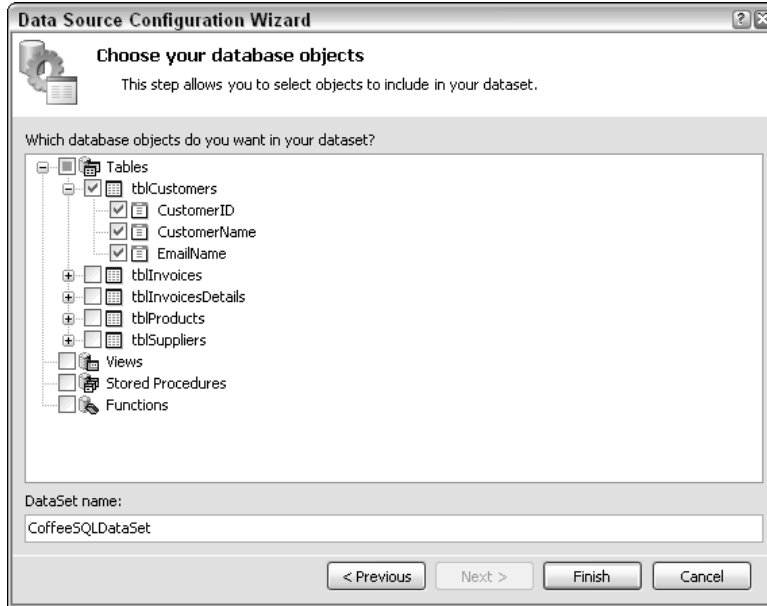 Data Source Configuration Wizard
Choose your database objects
This step allows you to select objects to include in your dataset.
Which database objects do you want in your dataset?
Tables
tblCustomers
CustomerID
CustomerName
EmailName
tblInvoices
tblInvoicesDetails
tblProducts
tblSuppliers
Views
Stored Procedures
Functions
DataSet name:
CoffeeSQLDataSet
< Previous Next > Finish Cancel